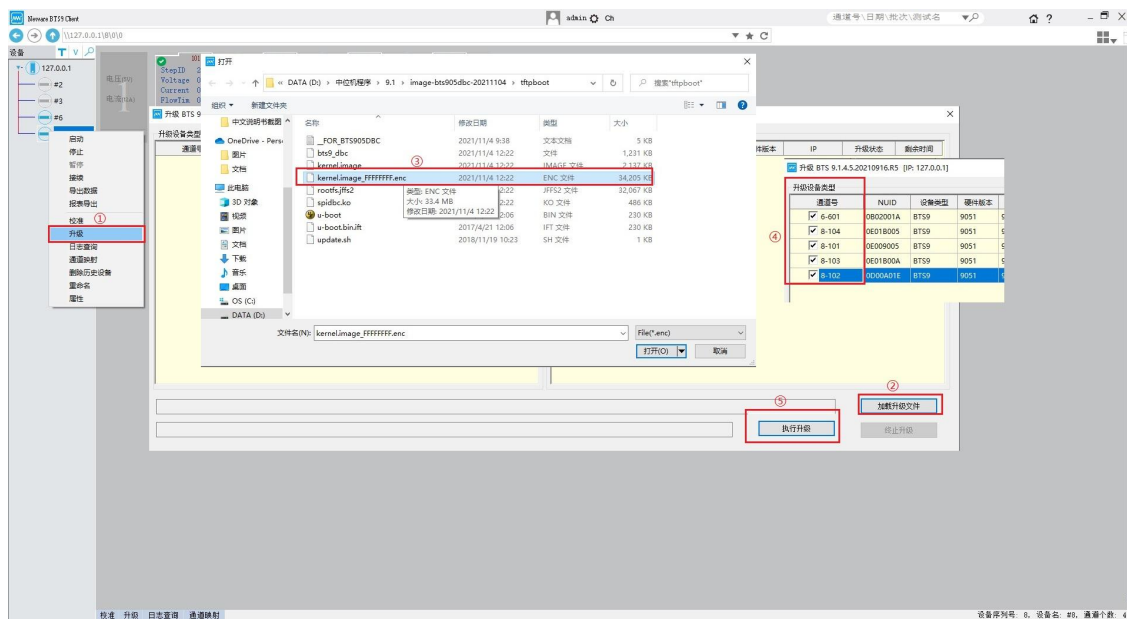 Neware BTS9 Client
admin
Ch
通道号\日期\批次\测试名
?
\\127.0.0.1\8\0\0
设备
T V
127.0.0.1
#2
#3
#6
电压(mV)
电流(mA)
101
StepID 2
Voltage 0
Current 0
FlowTim 0
启动
停止
暂停
接续
导出数据
报表导出
校准
①
升级
日志查询
通道映射
删除历史设备
重命名
属性
升级 BTS 9
升级设备类型
通道号
件版本
IP
升级状态
剩余时间
打开
« DATA (D:) › 中位机程序 › 9.1 › image-bts905dbc-20211104 › tftpboot
搜索"tftpboot"
组织
新建文件夹
中文说明书截图
OneDrive - Pers
图片
文档
此电脑
3D 对象
视频
图片
文档
下载
音乐
桌面
OS (C:)
DATA (D:)
名称
修改日期
类型
大小
__FOR_BTS905DBC 2021/11/4 9:38 文本文档 5 KB
bts9_dbc 2021/11/4 12:22 文件 1,231 KB
③
kernel.image 2021/11/4 12:22 IMAGE 文件 2,137 KB
kernel.image_FFFFFFFF.enc 2021/11/4 12:22 ENC 文件 34,205 KB
rootfs.jffs2 2:22 JFFS2 文件 32,067 KB
spidbc.ko 2:22 KO 文件 486 KB
u-boot 2:06 BIN 文件 230 KB
u-boot.bin.ift 2017/4/21 12:06 IFT 文件 230 KB
update.sh 2018/11/19 10:23 SH 文件 1 KB
类型: ENC 文件
大小: 33.4 MB
修改日期: 2021/11/4 12:22
文件名(N):
kernel.image_FFFFFFFF.enc
File(*.enc)
打开(O)
取消
升级 BTS 9.1.4.5.20210916.R5 [IP: 127.0.0.1]
升级设备类型
通道号 NUID 设备类型 硬件版本
④
6-601 0B02001A BTS9 9051 9
8-104 0E01B005 BTS9 9051 9
8-101 0E009005 BTS9 9051 9
8-103 0E01B00A BTS9 9051 9
8-102 0D00A01E BTS9 9051 9
②
加载升级文件
⑤
执行升级
终止升级
校准 升级 日志查询 通道映射
设备序列号: 8, 设备名: #8, 通道个数: 4